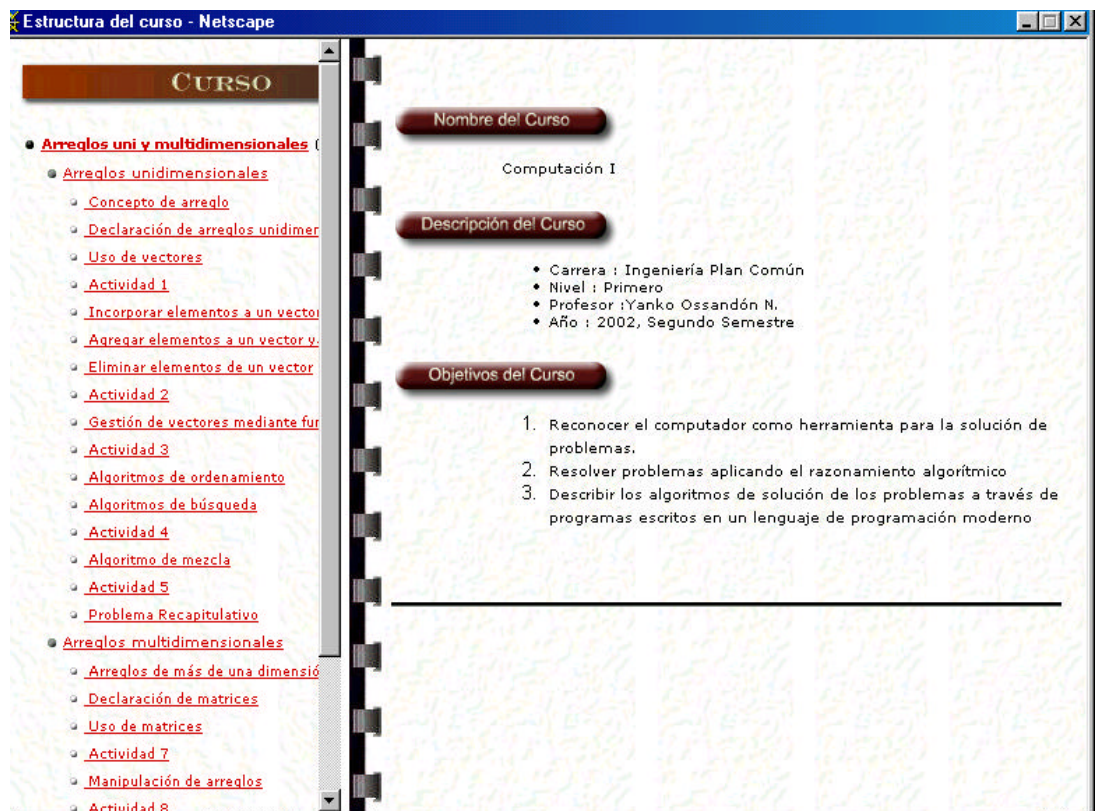 Estructura del curso - Netscape
CURSO
Arreglos uni y multidimensionales (
Arreglos unidimensionales
Concepto de arreglo
Declaración de arreglos unidimer
Uso de vectores
Actividad 1
Incorporar elementos a un vector
Agregar elementos a un vector y
Eliminar elementos de un vector
Actividad 2
Gestión de vectores mediante fur
Actividad 3
Algoritmos de ordenamiento
Algoritmos de búsqueda
Actividad 4
Algoritmo de mezcla
Actividad 5
Problema Recapitulativo
Arreglos multidimensionales
Arreglos de más de una dimensió
Declaración de matrices
Uso de matrices
Actividad 7
Manipulación de arreglos
Actividad 8
Nombre del Curso
Computación I
Descripción del Curso
• Carrera : Ingeniería Plan Común
• Nivel : Primero
• Profesor :Yanko Ossandón N.
• Año : 2002, Segundo Semestre
Objetivos del Curso
1. Reconocer el computador como herramienta para la solución de
problemas.
2. Resolver problemas aplicando el razonamiento algorítmico
3. Describir los algoritmos de solución de los problemas a través de
programas escritos en un lenguaje de programación moderno